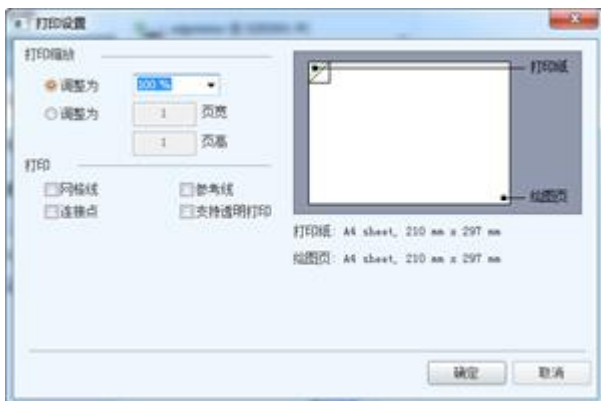 打印设置
打印缩放
调整为 100 %
调整为 1 页宽
1 页高
打印
网格线 参考线
连接点 支持透明打印
打印纸
绘图页
打印纸: A4 sheet, 210 mm x 297 mm
绘图页: A4 sheet, 210 mm x 297 mm
确定 取消